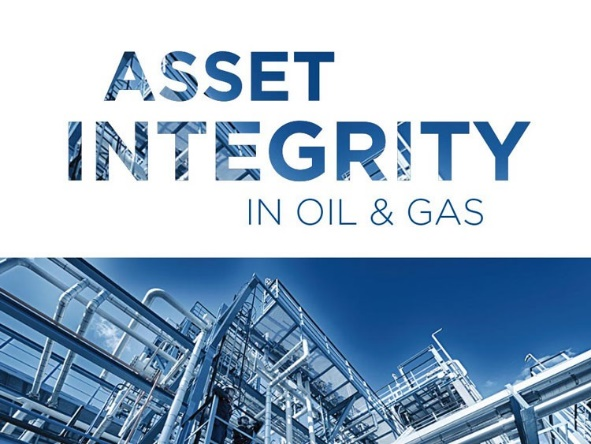 ASSET
INTEGRITY
IN OIL & GAS